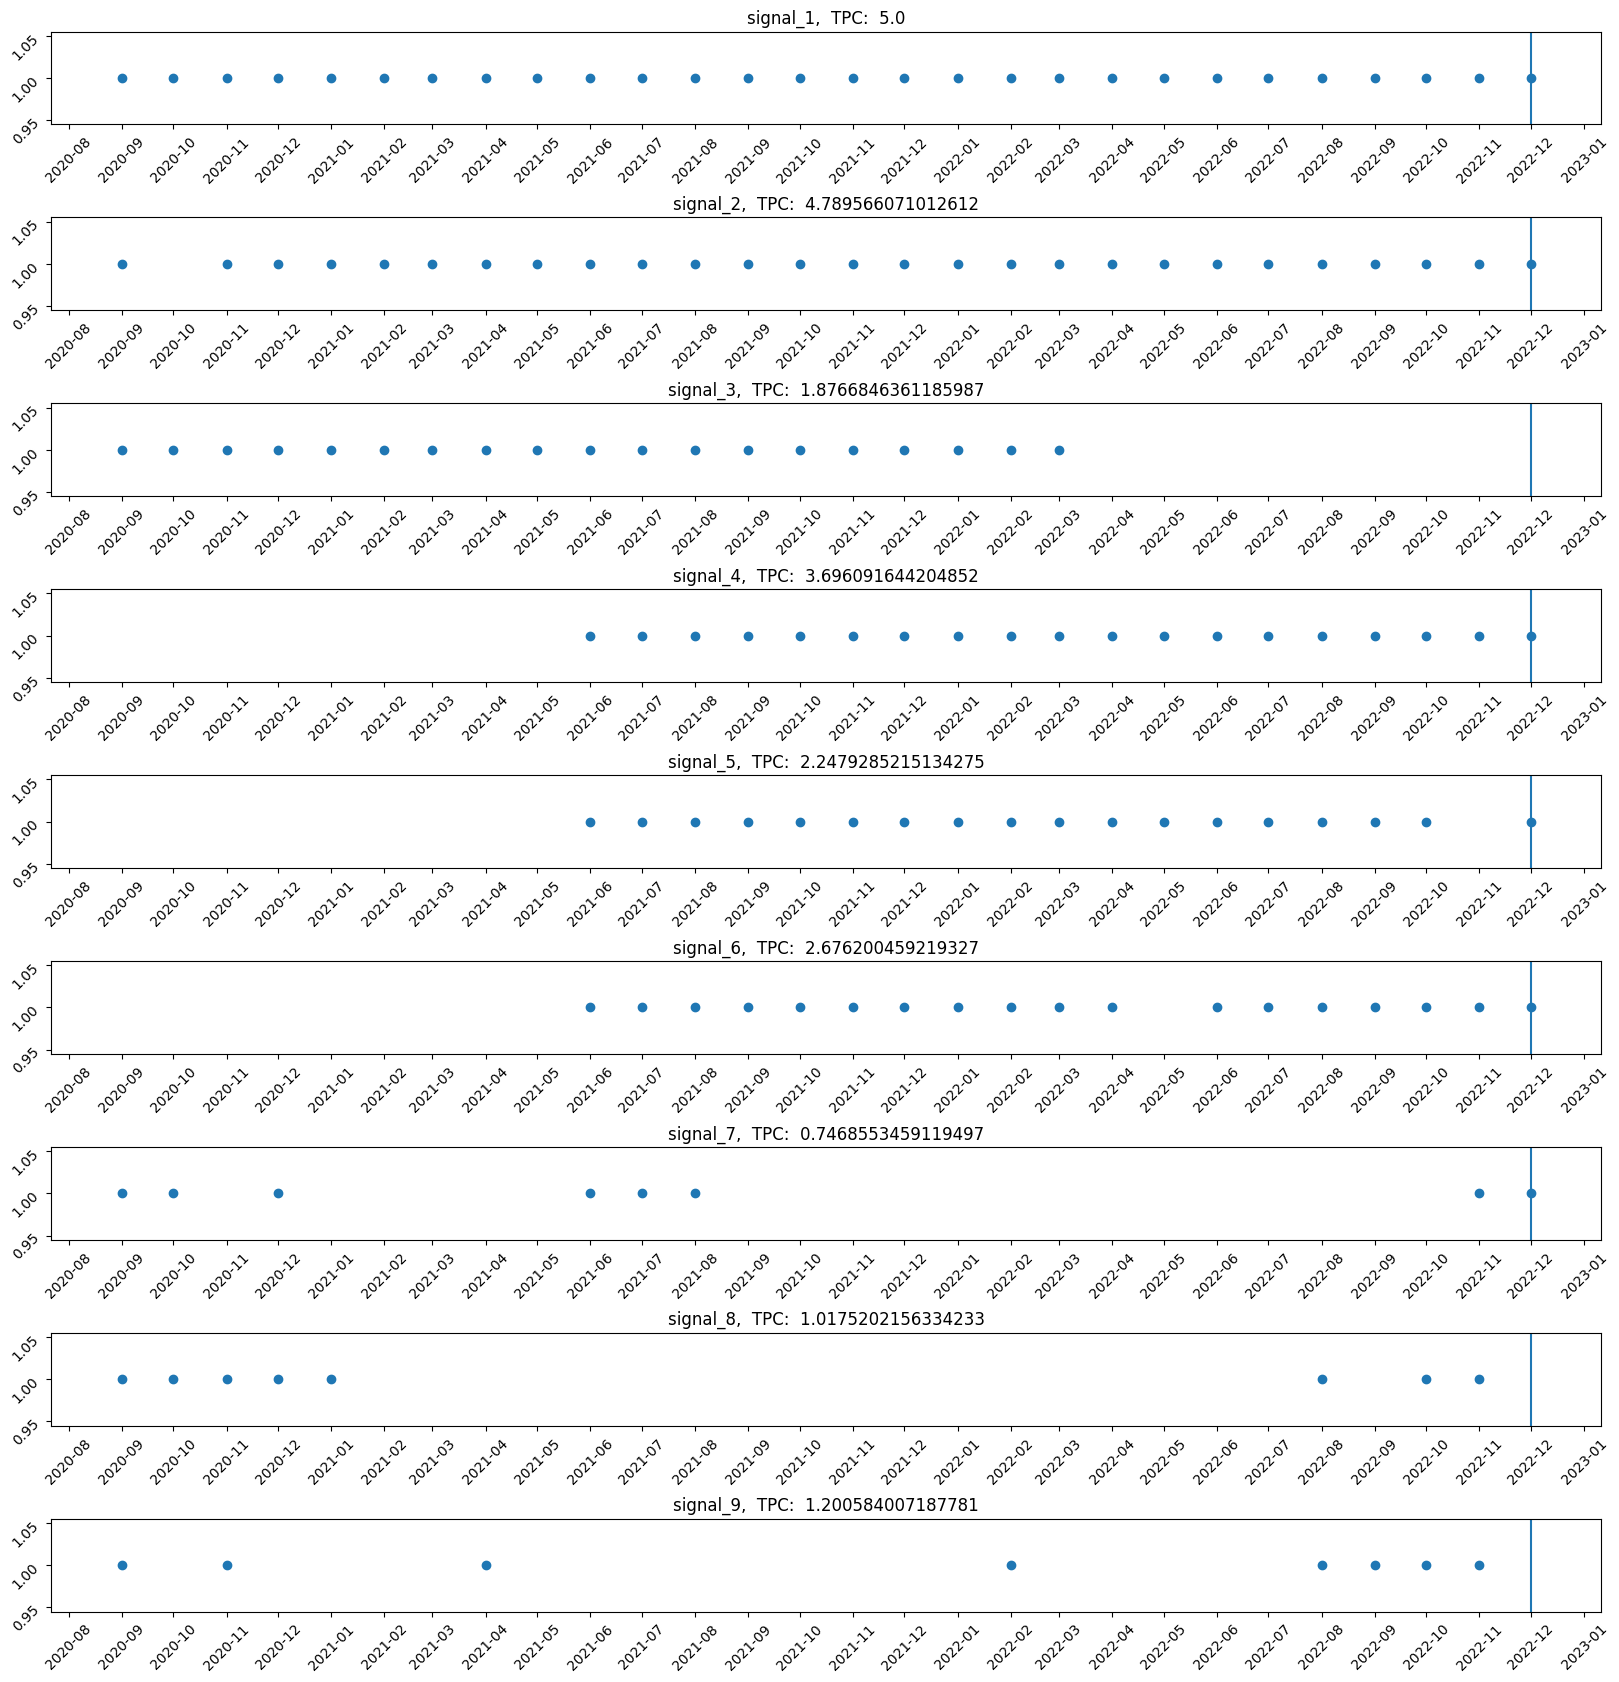 signal_1, TPC: 5.0
1.05
1.00
0.95
2020-08 2020-09 2020-10 2020-11 2020-12 2021-01 2021-02 2021-03 2021-04 2021-05 2021-06 2021-07 2021-08 2021-09 2021-10 2021-11 2021-12 2022-01 2022-02 2022-03 2022-04 2022-05 2022-06 2022-07 2022-08 2022-09 2022-10 2022-11 2022-12 2023-01
signal_2, TPC: 4.789566071012612
1.05
1.00
0.95
2020-08 2020-09 2020-10 2020-11 2020-12 2021-01 2021-02 2021-03 2021-04 2021-05 2021-06 2021-07 2021-08 2021-09 2021-10 2021-11 2021-12 2022-01 2022-02 2022-03 2022-04 2022-05 2022-06 2022-07 2022-08 2022-09 2022-10 2022-11 2022-12 2023-01
signal_3, TPC: 1.8766846361185987
1.05
1.00
0.95
2020-08 2020-09 2020-10 2020-11 2020-12 2021-01 2021-02 2021-03 2021-04 2021-05 2021-06 2021-07 2021-08 2021-09 2021-10 2021-11 2021-12 2022-01 2022-02 2022-03 2022-04 2022-05 2022-06 2022-07 2022-08 2022-09 2022-10 2022-11 2022-12 2023-01
signal_4, TPC: 3.696091644204852
1.05
1.00
0.95
2020-08 2020-09 2020-10 2020-11 2020-12 2021-01 2021-02 2021-03 2021-04 2021-05 2021-06 2021-07 2021-08 2021-09 2021-10 2021-11 2021-12 2022-01 2022-02 2022-03 2022-04 2022-05 2022-06 2022-07 2022-08 2022-09 2022-10 2022-11 2022-12 2023-01
signal_5, TPC: 2.2479285215134275
1.05
1.00
0.95
2020-08 2020-09 2020-10 2020-11 2020-12 2021-01 2021-02 2021-03 2021-04 2021-05 2021-06 2021-07 2021-08 2021-09 2021-10 2021-11 2021-12 2022-01 2022-02 2022-03 2022-04 2022-05 2022-06 2022-07 2022-08 2022-09 2022-10 2022-11 2022-12 2023-01
signal_6, TPC: 2.676200459219327
1.05
1.00
0.95
2020-08 2020-09 2020-10 2020-11 2020-12 2021-01 2021-02 2021-03 2021-04 2021-05 2021-06 2021-07 2021-08 2021-09 2021-10 2021-11 2021-12 2022-01 2022-02 2022-03 2022-04 2022-05 2022-06 2022-07 2022-08 2022-09 2022-10 2022-11 2022-12 2023-01
signal_7, TPC: 0.7468553459119497
1.05
1.00
0.95
2020-08 2020-09 2020-10 2020-11 2020-12 2021-01 2021-02 2021-03 2021-04 2021-05 2021-06 2021-07 2021-08 2021-09 2021-10 2021-11 2021-12 2022-01 2022-02 2022-03 2022-04 2022-05 2022-06 2022-07 2022-08 2022-09 2022-10 2022-11 2022-12 2023-01
signal_8, TPC: 1.0175202156334233
1.05
1.00
0.95
2020-08 2020-09 2020-10 2020-11 2020-12 2021-01 2021-02 2021-03 2021-04 2021-05 2021-06 2021-07 2021-08 2021-09 2021-10 2021-11 2021-12 2022-01 2022-02 2022-03 2022-04 2022-05 2022-06 2022-07 2022-08 2022-09 2022-10 2022-11 2022-12 2023-01
signal_9, TPC: 1.200584007187781
1.05
1.00
0.95
2020-08 2020-09 2020-10 2020-11 2020-12 2021-01 2021-02 2021-03 2021-04 2021-05 2021-06 2021-07 2021-08 2021-09 2021-10 2021-11 2021-12 2022-01 2022-02 2022-03 2022-04 2022-05 2022-06 2022-07 2022-08 2022-09 2022-10 2022-11 2022-12 2023-01